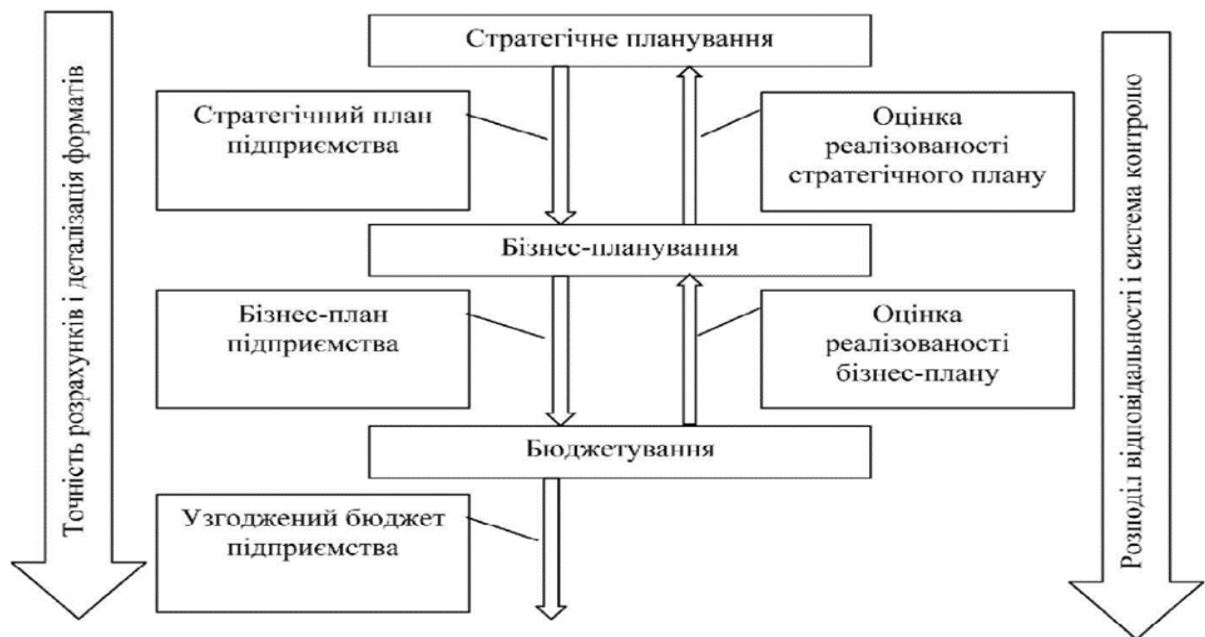 Точність розрахунків і деталізація форматів
Стратегічне планування
Стратегічний план
підприємства
Оцінка
реалізованості
стратегічного плану
Бізнес-планування
Бізнес-план
підприємства
Оцінка
реалізованості
бізнес-плану
Бюджетування
Узгоджений бюджет
підприємства
Розподіл відповідальності і система контролю